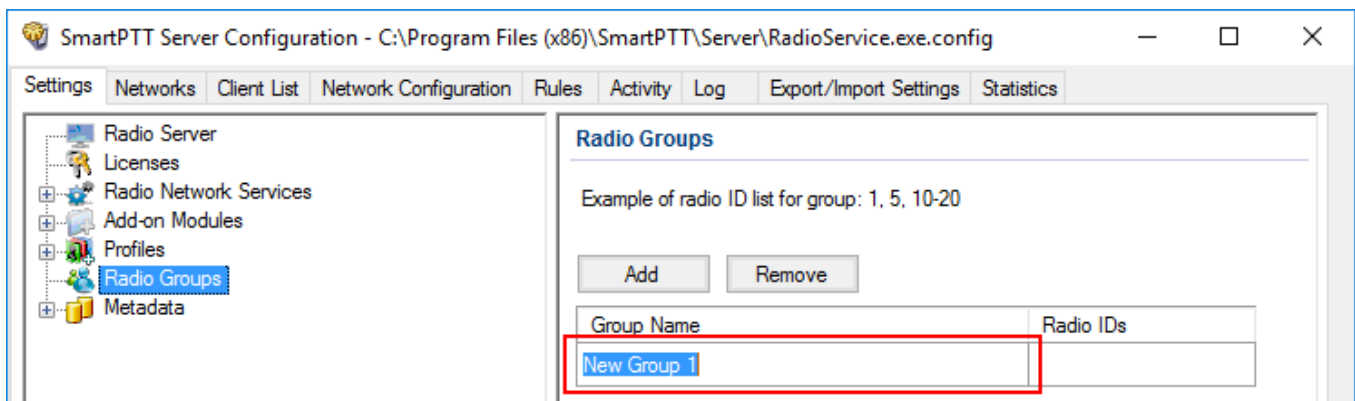 SmartPTT Server Configuration - C:\Program Files (x86)\SmartPTT\Server\RadioService.exe.config
Settings Networks Client List Network Configuration Rules Activity Log Export/Import Settings Statistics
Radio Server
Licenses
Radio Network Services
Add-on Modules
Profiles
Radio Groups
Metadata
Radio Groups
Example of radio ID list for group: 1, 5, 10-20
Add Remove
Group Name Radio IDs
New Group 1